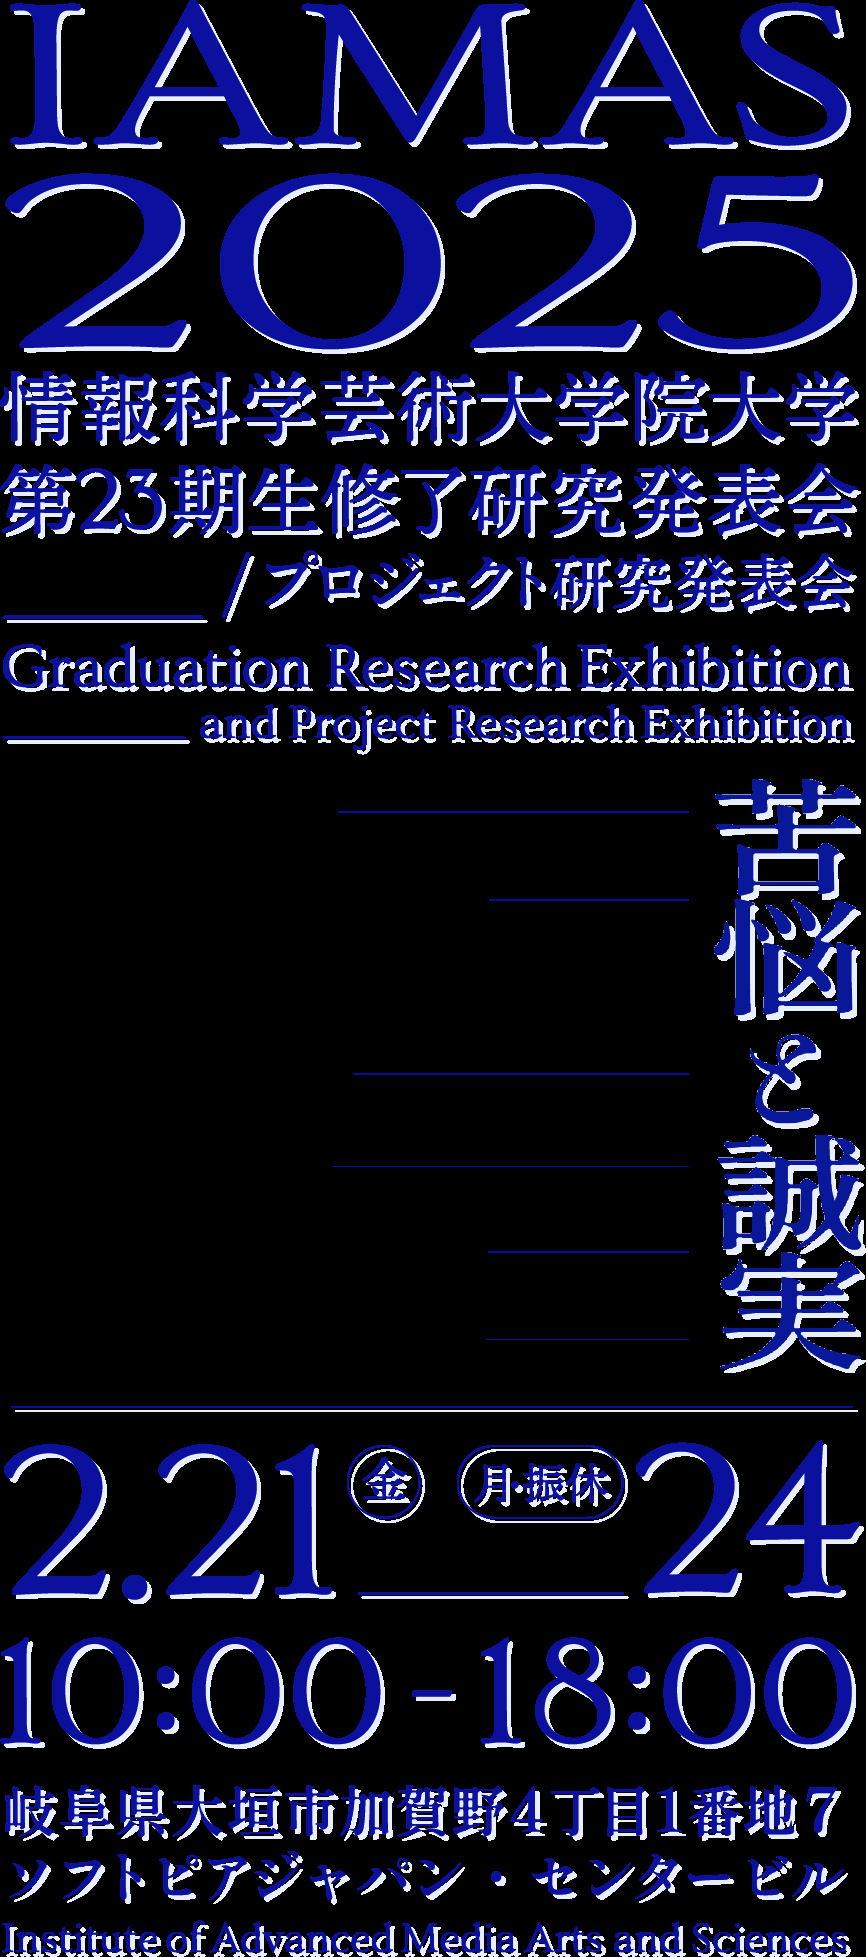 IAMAS
2025
情報科学芸術大学院大学
第23期生修了研究発表会
/プロジェクト研究発表会
Graduation Research Exhibition
and Project Research Exhibition
苦悩と誠実
2.21 金 月・振休 24
10:00 - 18:00
岐阜県大垣市加賀野4丁目1番地7
ソフトピアジャパン・センタービル
Institute of Advanced Media Arts and Sciences